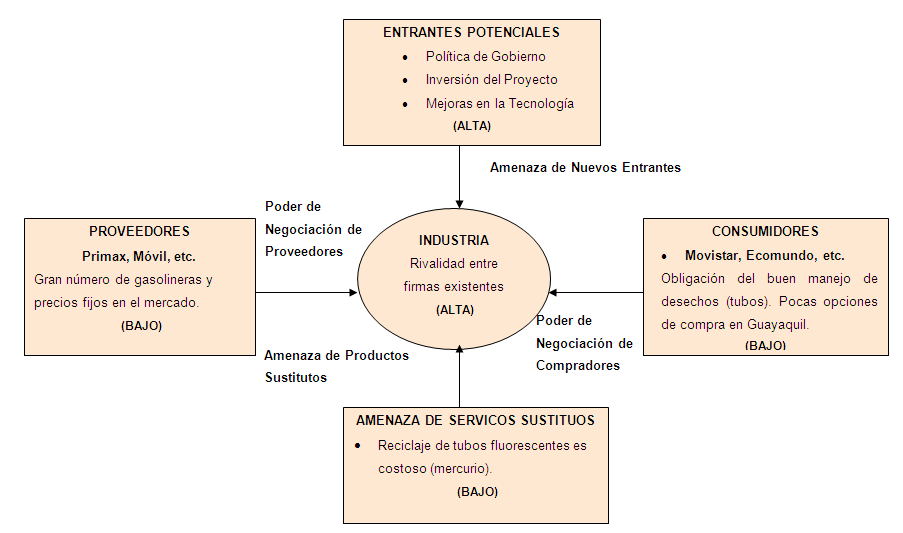 ENTRANTES POTENCIALES
• Política de Gobierno
• Inversión del Proyecto
• Mejoras en la Tecnología
(ALTA)
Amenaza de Nuevos Entrantes
Poder de
Negociación de
Proveedores
PROVEEDORES
Primax, Móvil, etc.
Gran número de gasolineras y
precios fijos en el mercado.
(BAJO)
INDUSTRIA
Rivalidad entre
firmas existentes
(ALTA)
CONSUMIDORES
• Movistar, Ecomundo, etc.
Obligación del buen manejo de
desechos (tubos). Pocas opciones
de compra en Guayaquil.
(BAJO)
Poder de
Negociación de
Compradores
Amenaza de Productos
Sustitutos
AMENAZA DE SERVICOS SUSTITUOS
• Reciclaje de tubos fluorescentes es
costoso (mercurio).
(BAJO)